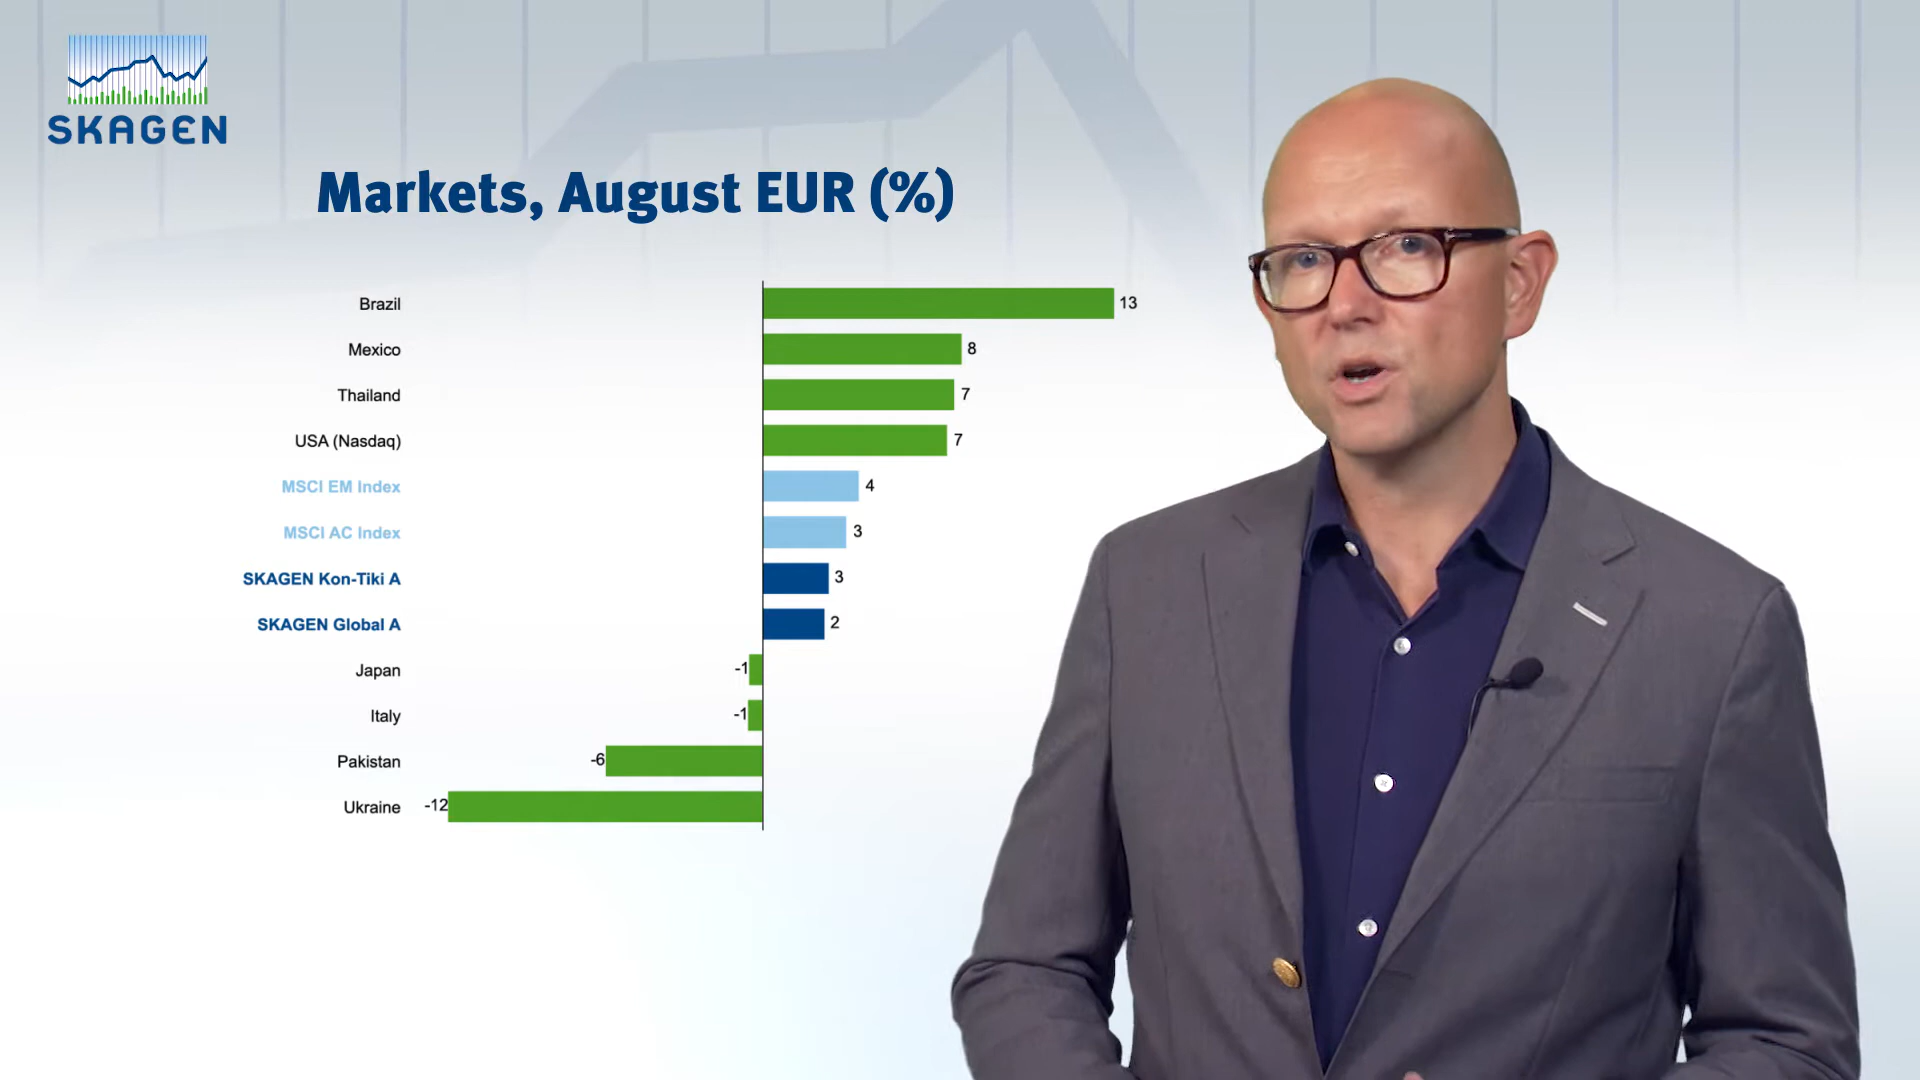 SKAGEN
Markets, August EUR (%)
Brazil 13
Mexico 8
Thailand 7
USA (Nasdaq) 7
MSCI EM Index 4
MSCI AC Index 3
SKAGEN Kon-Tiki A 3
SKAGEN Global A 2
Japan -1
Italy -1
Pakistan -6
Ukraine -12